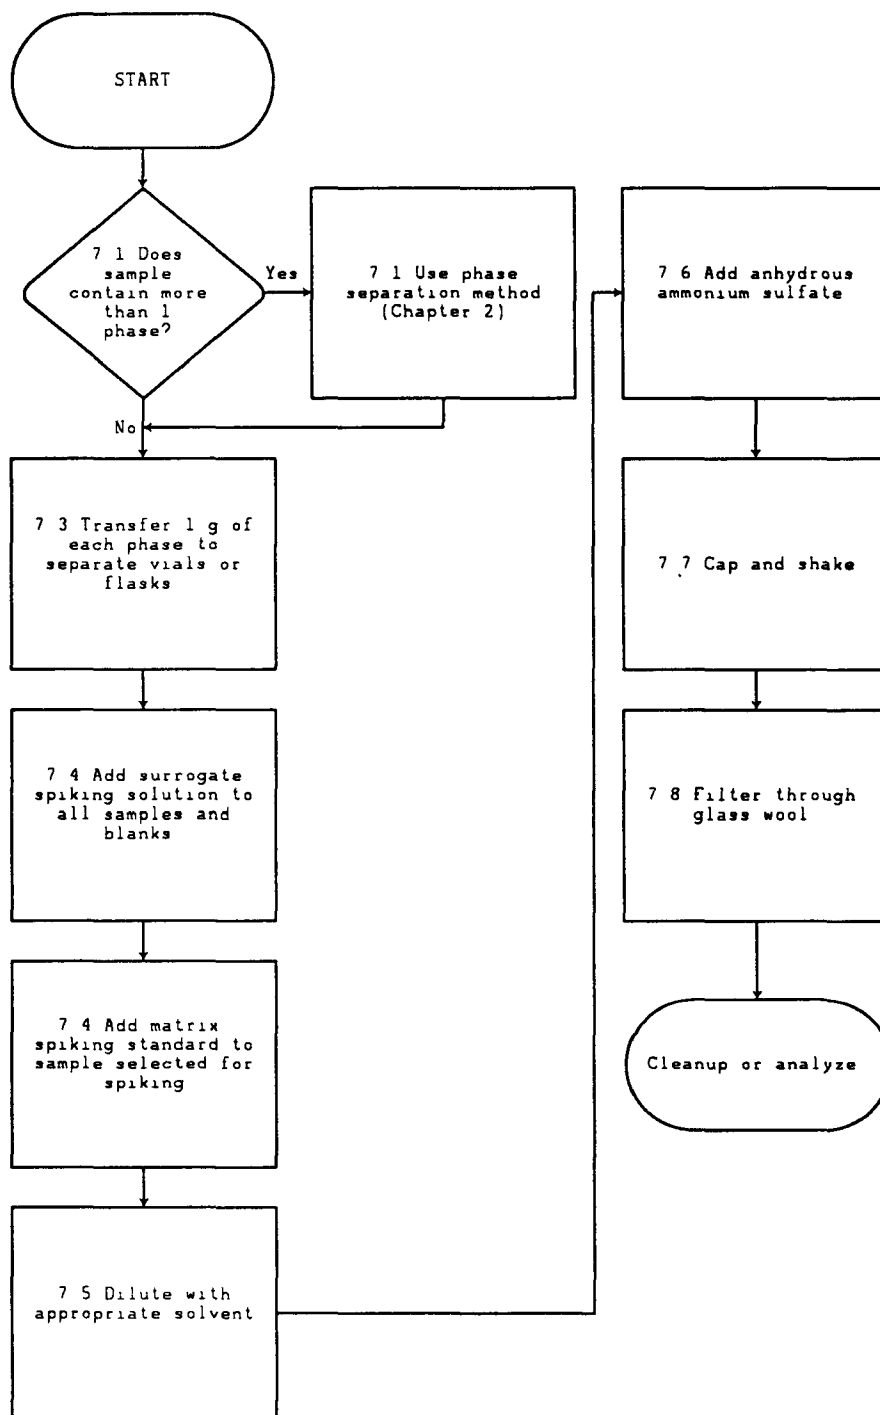 START
7 1 Does
sample
contain more
than 1
phase?
Yes
7 1 Use phase
separation method
(Chapter 2)
No
7 3 Transfer 1 g of
each phase to
separate vials or
flasks
7 4 Add surrogate
spiking solution to
all samples and
blanks
7 4 Add matrix
spiking standard to
sample selected for
spiking
7 5 Dilute with
appropriate solvent
7 6 Add anhydrous
ammonium sulfate
7 7 Cap and shake
7 8 Filter through
glass wool
Cleanup or analyze